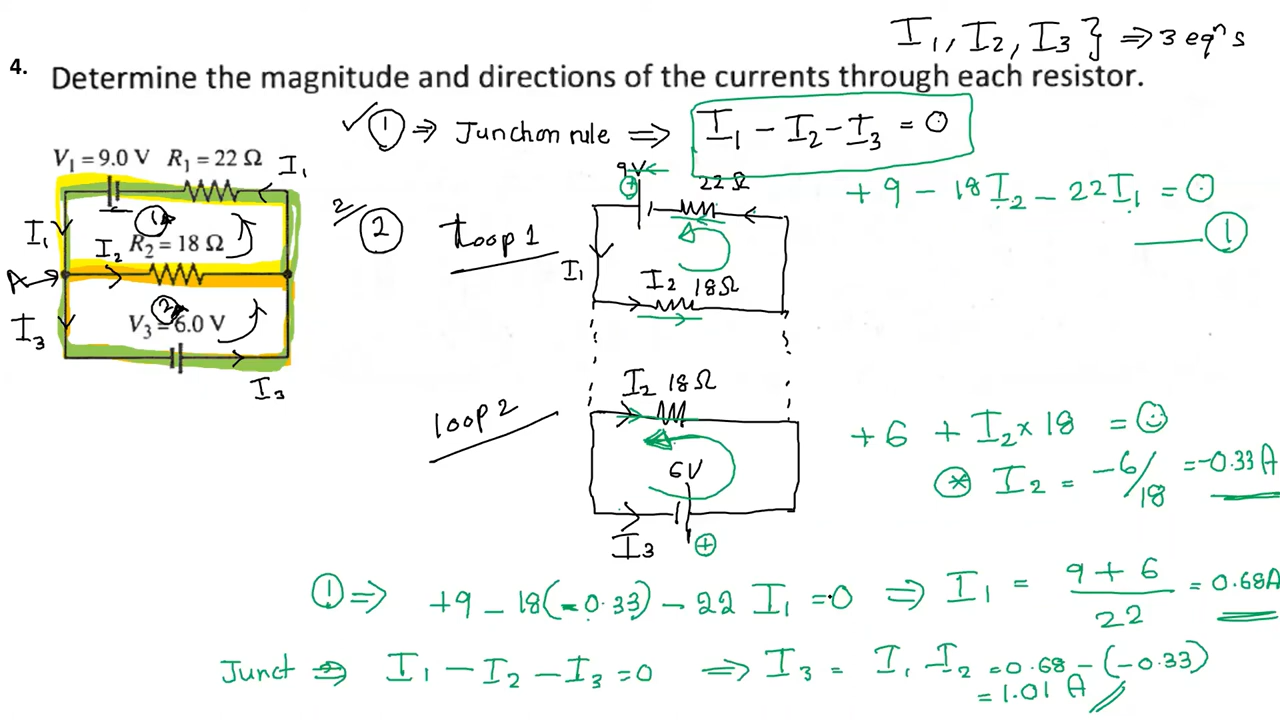 I1, I2, I3 } ⇒ 3 eqns
4. Determine the magnitude and directions of the currents through each resistor.
✓ ① ⇒ Junction rule ⇒ I1 − I2 − I3 = 0
V1 = 9.0 V R1 = 22 Ω I1
I1
1
I2 R2 = 18 Ω
A
2
I3
V3 = 6.0 V
I3
② Loop 1
9V
+
22 Ω
I1
I2 18Ω
+ 9 − 18I2 − 22I1 = 0
①
loop 2
I2 18Ω
6V
I3
+
+ 6 + I2 × 18 = 0
* I2 = −6/18 = −0.33 A
① ⇒ +9 − 18(−0.33) − 22 I1 = 0 ⇒ I1 = 9 + 6 / 22 = 0.68A
Junct ⇒ I1 − I2 − I3 = 0 ⇒ I3 = I1 − I2 = 0.68 − (−0.33)
= 1.01 A